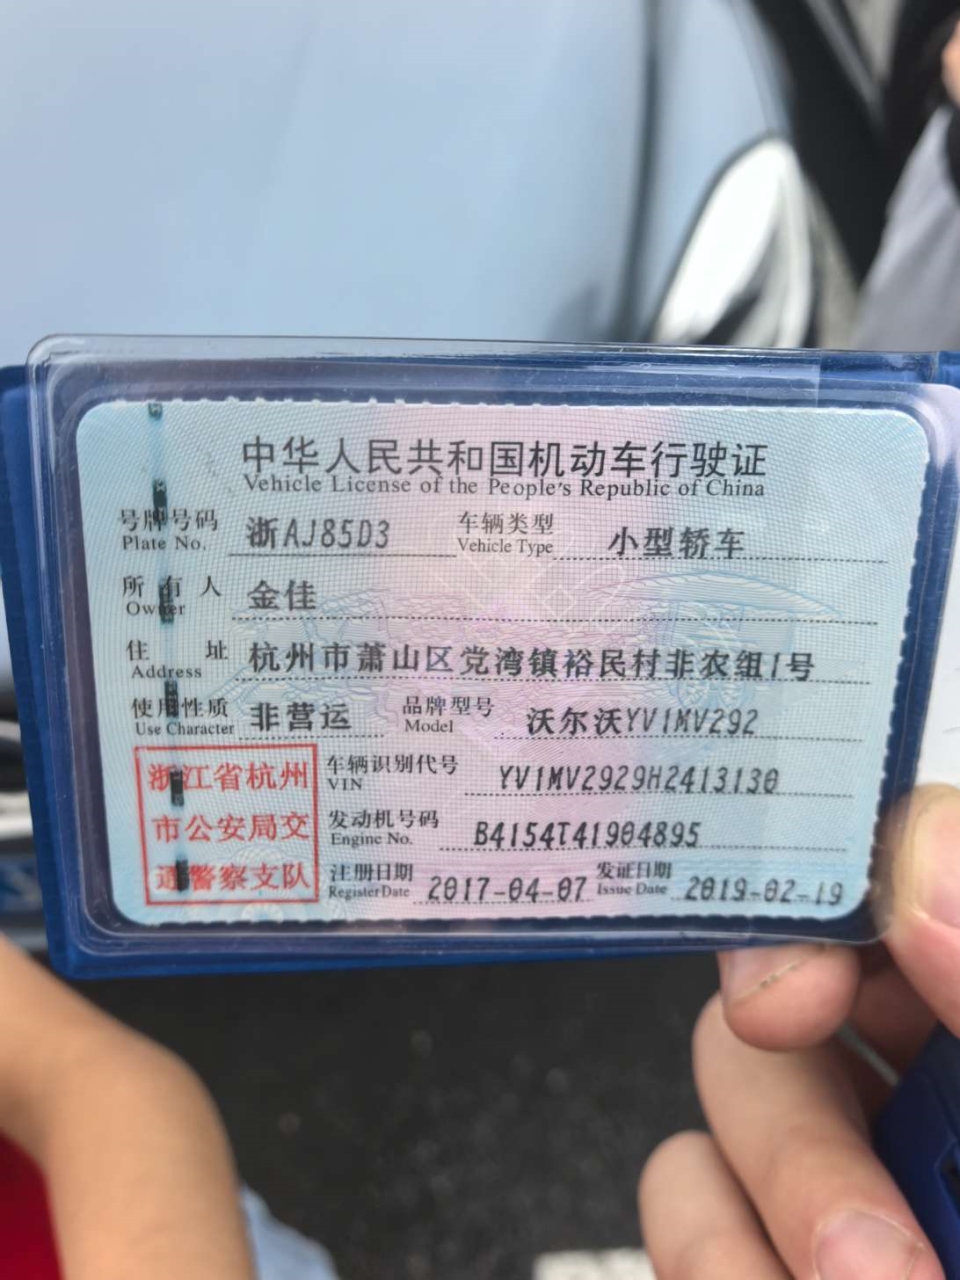 中华人民共和国机动车行驶证
Vehicle License of the People's Republic of China
号牌号码 浙AJ85D3 车辆类型 小型轿车
Plate No. Vehicle Type
所有人 金佳
Owner
住址 杭州市萧山区党湾镇裕民村非农组1号
Address
使用性质 非营运 品牌型号 沃尔沃YV1MV292
Use Character Model
浙江省杭州
市公安局交
通警察支队
车辆识别代号 YV1MV2929H2413130
VIN
发动机号码 B4154T41904895
Engine No.
注册日期 2017-04-07 发证日期 2019-02-19
Register Date Issue Date